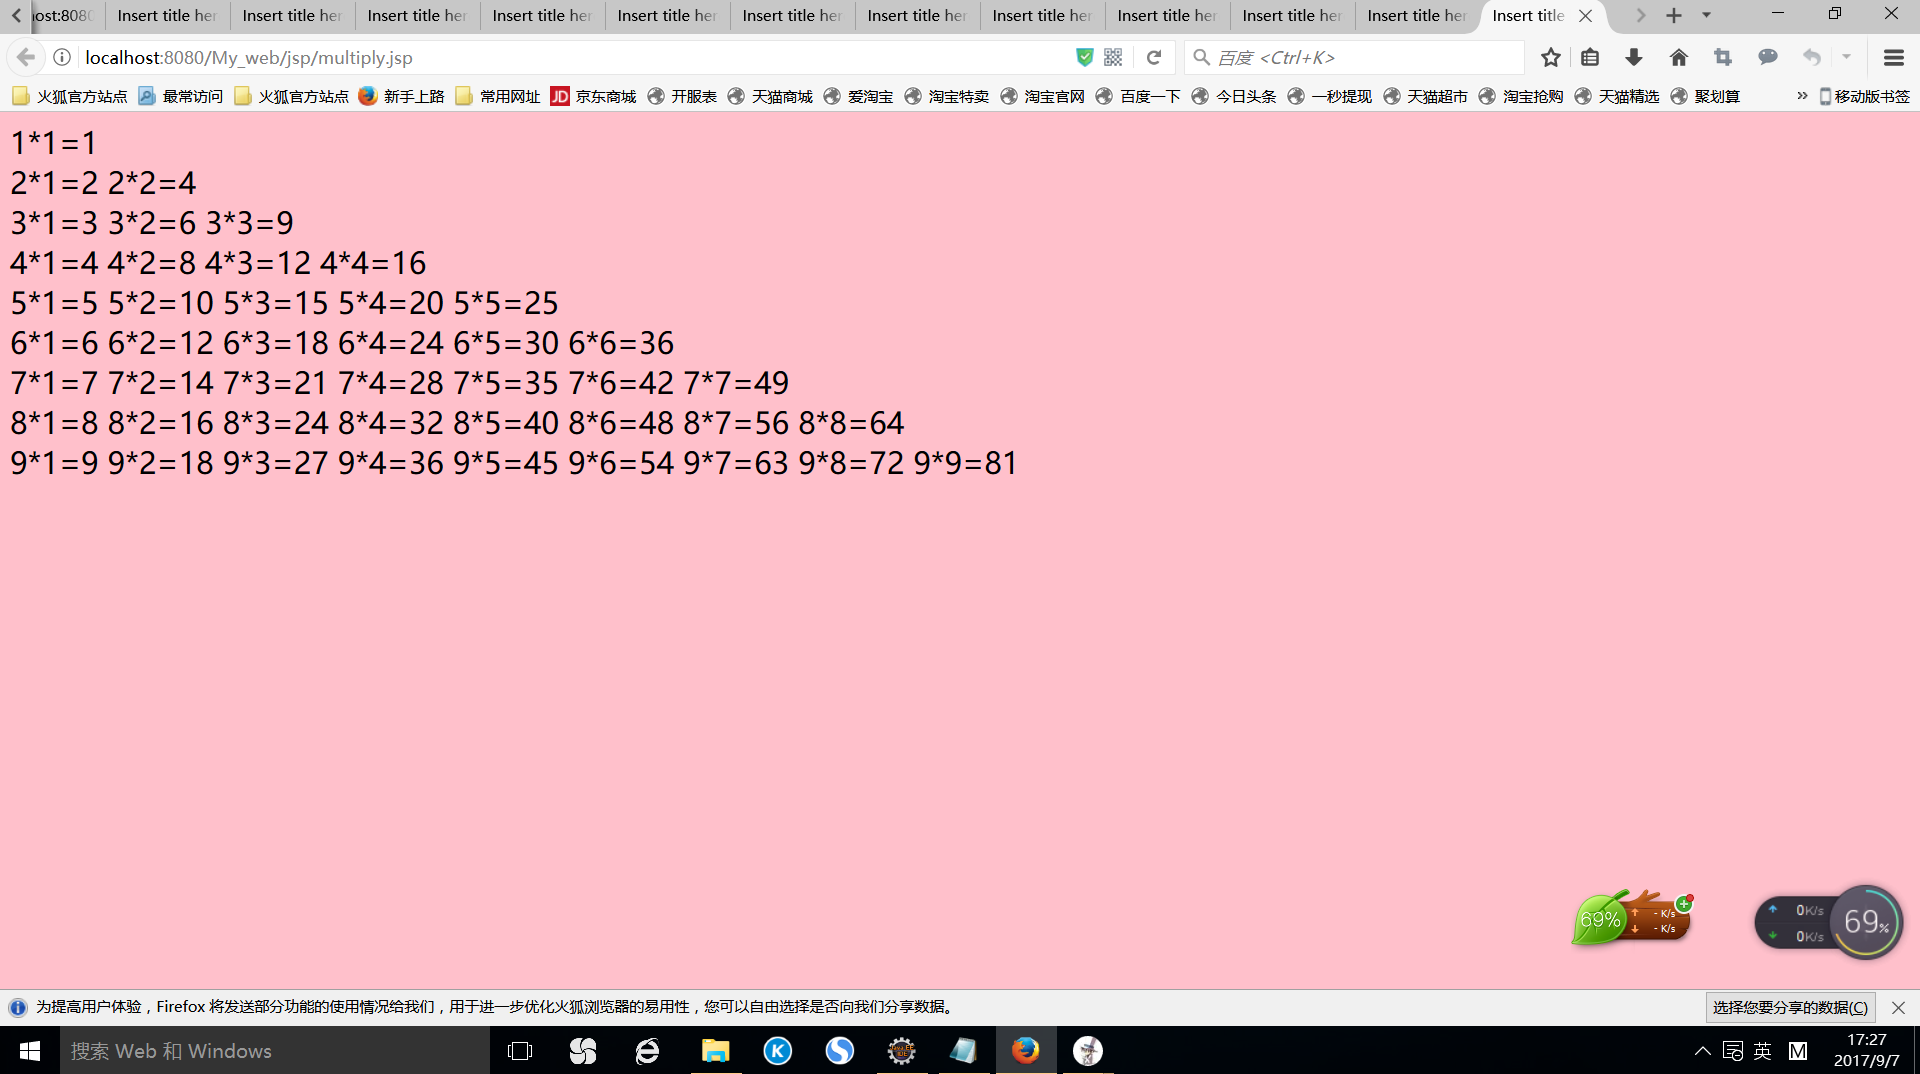 ost:8080 Insert title her Insert title her Insert title her Insert title her Insert title her Insert title her Insert title her Insert title her Insert title her Insert title her Insert title her Insert title
localhost:8080/My_web/jsp/multiply.jsp 百度 <Ctrl+K>
火狐官方站点 最常访问 火狐官方站点 新手上路 常用网址 JD 京东商城 开服表 天猫商城 爱淘宝 淘宝特卖 淘宝官网 百度一下 今日头条 一秒提现 天猫超市 淘宝抢购 天猫精选 聚划算 » 移动版书签
1*1=1
2*1=2 2*2=4
3*1=3 3*2=6 3*3=9
4*1=4 4*2=8 4*3=12 4*4=16
5*1=5 5*2=10 5*3=15 5*4=20 5*5=25
6*1=6 6*2=12 6*3=18 6*4=24 6*5=30 6*6=36
7*1=7 7*2=14 7*3=21 7*4=28 7*5=35 7*6=42 7*7=49
8*1=8 8*2=16 8*3=24 8*4=32 8*5=40 8*6=48 8*7=56 8*8=64
9*1=9 9*2=18 9*3=27 9*4=36 9*5=45 9*6=54 9*7=63 9*8=72 9*9=81
69% - K/s
- K/s
0K/s
0K/s
69%
为提高用户体验，Firefox 将发送部分功能的使用情况给我们，用于进一步优化火狐浏览器的易用性，您可以自由选择是否向我们分享数据。 选择您要分享的数据(C)
搜索 Web 和 Windows
英 M
17:27
2017/9/7